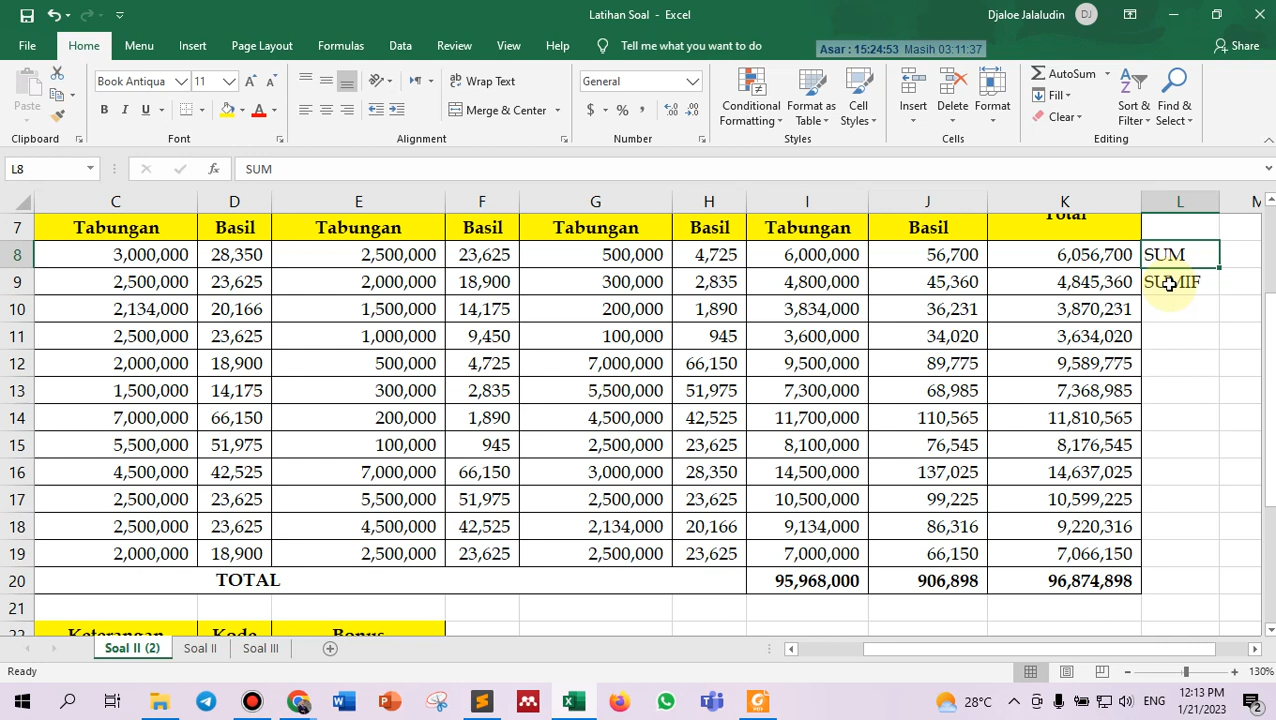 Latihan Soal - Excel
Djaloe Jalaludin DJ
File Home Menu Insert Page Layout Formulas Data Review View Help Tell me what you want to do Share
Asar : 15:24:53 Masih 03:11:37
Paste
Clipboard
Book Antiqua 11
B I U
Font
Wrap Text
Merge & Center
Alignment
General
$ % ,
Number
Conditional Formatting
Format as Table
Cell Styles
Styles
Insert
Delete
Format
Cells
AutoSum
Fill
Clear
Sort & Filter
Find & Select
Editing
L8 fx SUM
C D E F G H I J K L M
7 Tabungan Basil Tabungan Basil Tabungan Basil Tabungan Basil Total
8 3,000,000 28,350 2,500,000 23,625 500,000 4,725 6,000,000 56,700 6,056,700 SUM
9 2,500,000 23,625 2,000,000 18,900 300,000 2,835 4,800,000 45,360 4,845,360 SUMIF
10 2,134,000 20,166 1,500,000 14,175 200,000 1,890 3,834,000 36,231 3,870,231
11 2,500,000 23,625 1,000,000 9,450 100,000 945 3,600,000 34,020 3,634,020
12 2,000,000 18,900 500,000 4,725 7,000,000 66,150 9,500,000 89,775 9,589,775
13 1,500,000 14,175 300,000 2,835 5,500,000 51,975 7,300,000 68,985 7,368,985
14 7,000,000 66,150 200,000 1,890 4,500,000 42,525 11,700,000 110,565 11,810,565
15 5,500,000 51,975 100,000 945 2,500,000 23,625 8,100,000 76,545 8,176,545
16 4,500,000 42,525 7,000,000 66,150 3,000,000 28,350 14,500,000 137,025 14,637,025
17 2,500,000 23,625 5,500,000 51,975 2,500,000 23,625 10,500,000 99,225 10,599,225
18 2,500,000 23,625 4,500,000 42,525 2,134,000 20,166 9,134,000 86,316 9,220,316
19 2,000,000 18,900 2,500,000 23,625 2,500,000 23,625 7,000,000 66,150 7,066,150
20 TOTAL 95,968,000 906,898 96,874,898
21
22 Keterangan Kode Bonus
Soal II (2) Soal II Soal III
Ready 130%
28°C ENG 12:13 PM
1/21/2023 2